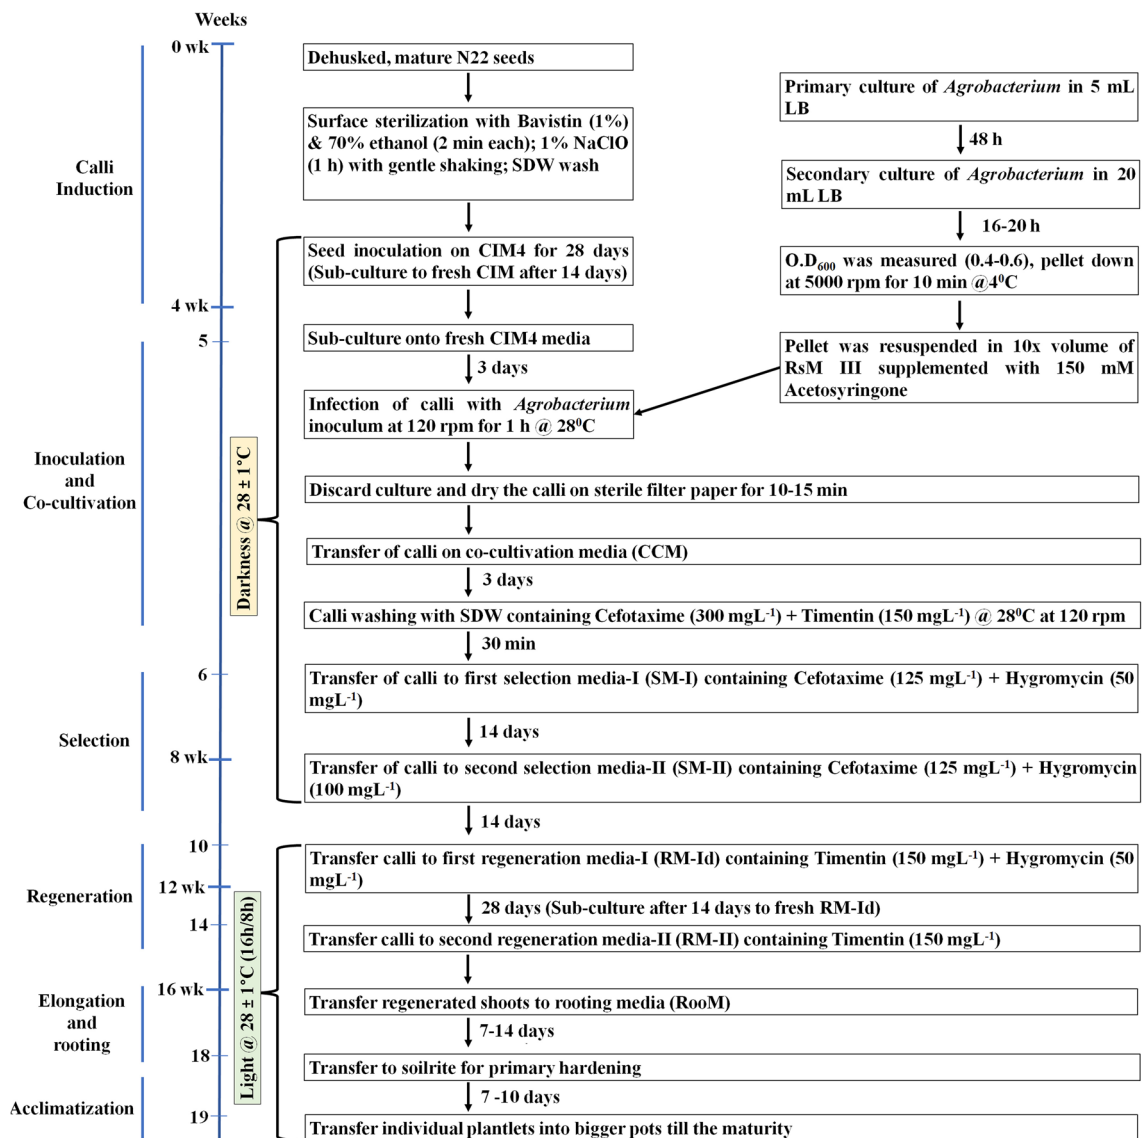 Weeks
0 wk
4 wk
5
6
8 wk
10
12 wk
14
16 wk
18
19
Calli
Induction
Inoculation
and
Co-cultivation
Selection
Regeneration
Elongation
and
rooting
Acclimatization
Darkness @ 28 ± 1°C
Light @ 28 ± 1°C (16h/8h)
Dehusked, mature N22 seeds
Surface sterilization with Bavistin (1%)
& 70% ethanol (2 min each); 1% NaClO
(1 h) with gentle shaking; SDW wash
Seed inoculation on CIM4 for 28 days
(Sub-culture to fresh CIM after 14 days)
Sub-culture onto fresh CIM4 media
3 days
Infection of calli with Agrobacterium
inoculum at 120 rpm for 1 h @ 28⁰C
Primary culture of Agrobacterium in 5 mL
LB
48 h
Secondary culture of Agrobacterium in 20
mL LB
16-20 h
O.D₆₀₀ was measured (0.4-0.6), pellet down
at 5000 rpm for 10 min @4⁰C
Pellet was resuspended in 10x volume of
RsM III supplemented with 150 mM
Acetosyringone
Discard culture and dry the calli on sterile filter paper for 10-15 min
Transfer of calli on co-cultivation media (CCM)
3 days
Calli washing with SDW containing Cefotaxime (300 mgL⁻¹) + Timentin (150 mgL⁻¹) @ 28⁰C at 120 rpm
30 min
Transfer of calli to first selection media-I (SM-I) containing Cefotaxime (125 mgL⁻¹) + Hygromycin (50
mgL⁻¹)
14 days
Transfer of calli to second selection media-II (SM-II) containing Cefotaxime (125 mgL⁻¹) + Hygromycin
(100 mgL⁻¹)
14 days
Transfer calli to first regeneration media-I (RM-Id) containing Timentin (150 mgL⁻¹) + Hygromycin (50
mgL⁻¹)
28 days (Sub-culture after 14 days to fresh RM-Id)
Transfer calli to second regeneration media-II (RM-II) containing Timentin (150 mgL⁻¹)
Transfer regenerated shoots to rooting media (RooM)
7-14 days
Transfer to soilrite for primary hardening
7 -10 days
Transfer individual plantlets into bigger pots till the maturity